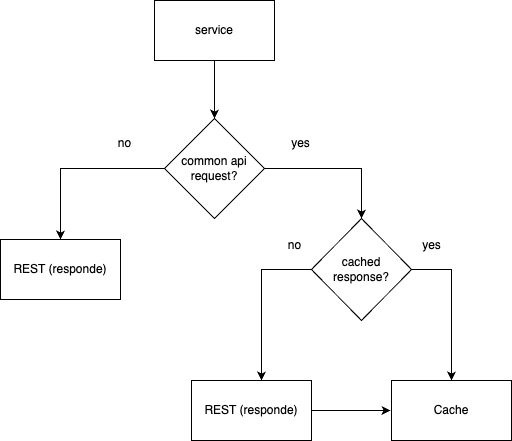 service
no
yes
common api
request?
REST (responde)
no
yes
cached
response?
REST (responde)
Cache